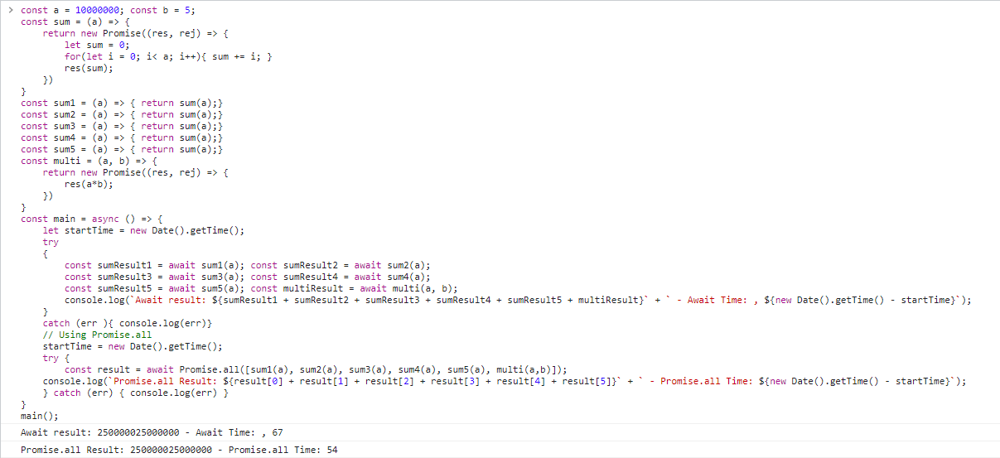 > const a = 10000000; const b = 5;
const sum = (a) => {
    return new Promise((res, rej) => {
        let sum = 0;
        for(let i = 0; i< a; i++){ sum += i; }
        res(sum);
    })
}
const sum1 = (a) => { return sum(a);}
const sum2 = (a) => { return sum(a);}
const sum3 = (a) => { return sum(a);}
const sum4 = (a) => { return sum(a);}
const sum5 = (a) => { return sum(a);}
const multi = (a, b) => {
    return new Promise((res, rej) => {
        res(a*b);
    })
}
const main = async () => {
    let startTime = new Date().getTime();
    try
    {
        const sumResult1 = await sum1(a); const sumResult2 = await sum2(a);
        const sumResult3 = await sum3(a); const sumResult4 = await sum4(a);
        const sumResult5 = await sum5(a); const multiResult = await multi(a, b);
        console.log(`Await result: ${sumResult1 + sumResult2 + sumResult3 + sumResult4 + sumResult5 + multiResult}` + ` - Await Time: , ${new Date().getTime() - startTime}`);
    }
    catch (err ){ console.log(err)}
    // Using Promise.all
    startTime = new Date().getTime();
    try {
        const result = await Promise.all([sum1(a), sum2(a), sum3(a), sum4(a), sum5(a), multi(a,b)]);
    console.log(`Promise.all Result: ${result[0] + result[1] + result[2] + result[3] + result[4] + result[5]}` + ` - Promise.all Time: ${new Date().getTime() - startTime}`);
    } catch (err) { console.log(err) }
}
main();
Await result: 250000025000000 - Await Time: , 67
Promise.all Result: 250000025000000 - Promise.all Time: 54